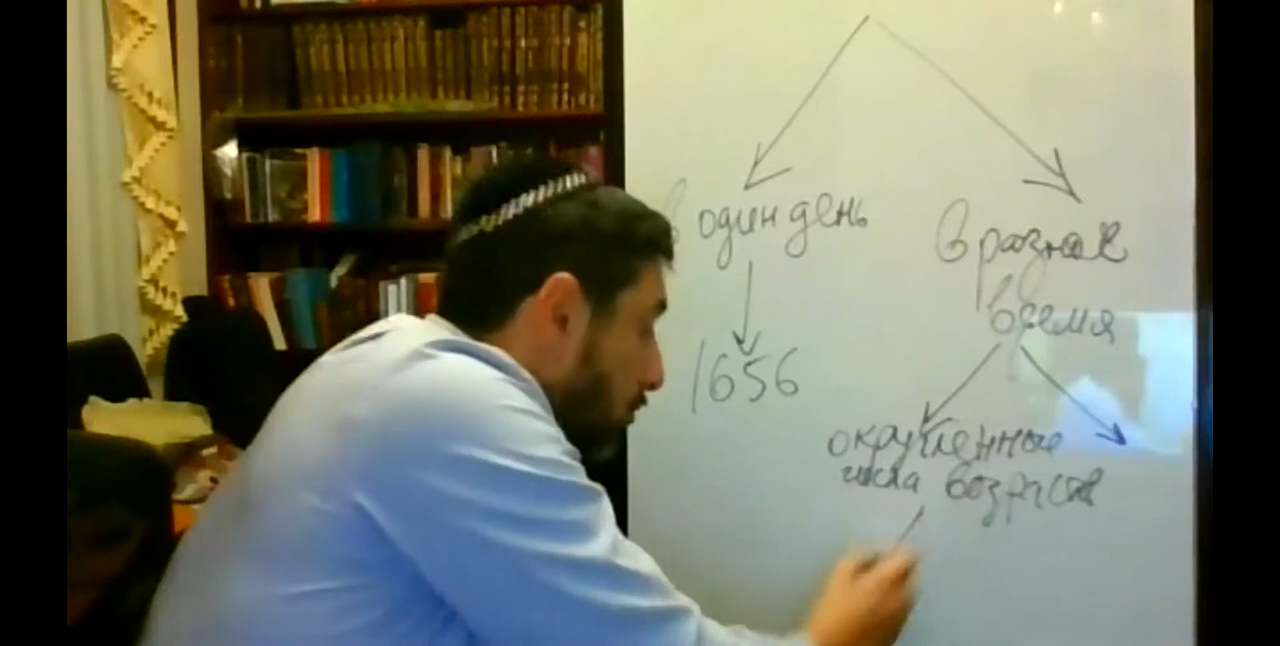 в один день
в разное
время
1656
округленные
числа возраста